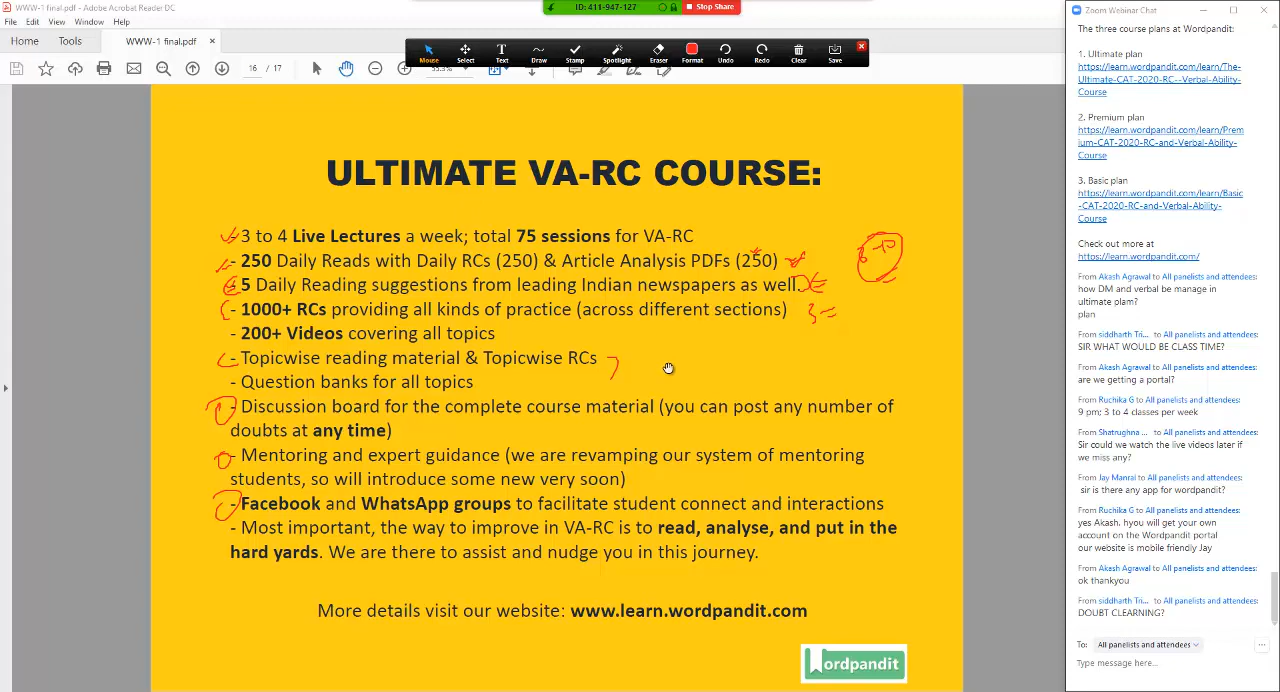 WWW-1 final.pdf - Adobe Acrobat Reader DC
File Edit View Window Help
ID: 411-947-127
Stop Share
Home Tools WWW-1 final.pdf ×
Mouse Select Text Draw Stamp Spotlight Eraser Format Undo Redo Clear Save
16 / 17
ULTIMATE VA-RC COURSE:
- 3 to 4 Live Lectures a week; total 75 sessions for VA-RC
- 250 Daily Reads with Daily RCs (250) & Article Analysis PDFs (250)
- 5 Daily Reading suggestions from leading Indian newspapers as well.
- 1000+ RCs providing all kinds of practice (across different sections)
- 200+ Videos covering all topics
- Topicwise reading material & Topicwise RCs
- Question banks for all topics
- Discussion board for the complete course material (you can post any number of
doubts at any time)
- Mentoring and expert guidance (we are revamping our system of mentoring
students, so will introduce some new very soon)
- Facebook and WhatsApp groups to facilitate student connect and interactions
- Most important, the way to improve in VA-RC is to read, analyse, and put in the
hard yards. We are there to assist and nudge you in this journey.
More details visit our website: www.learn.wordpandit.com
Wordpandit
Zoom Webinar Chat
The three course plans at Wordpandit:
1. Ultimate plan
https://learn.wordpandit.com/learn/The-
Ultimate-CAT-2020-RC--Verbal-Ability-
Course
2. Premium plan
https://learn.wordpandit.com/learn/Prem
ium-CAT-2020-RC-and-Verbal-Ability-
Course
3. Basic plan
https://learn.wordpandit.com/learn/Basic
-CAT-2020-RC-and-Verbal-Ability-
Course
Check out more at
https://learn.wordpandit.com/
From Akash Agrawal to All panelists and attendees:
how DM and verbal be manage in
ultimate plam?
plan
From siddharth Tri... to All panelists and attendees:
SIR WHAT WOULD BE CLASS TIME?
From Akash Agrawal to All panelists and attendees:
are we getting a portal?
From Ruchika G to All panelists and attendees:
9 pm; 3 to 4 classes per week
From Shatrughna ... to All panelists and attendees:
Sir could we watch the live videos later if
we miss any?
From Jay Manrai to All panelists and attendees:
sir is there any app for wordpandit?
From Ruchika G to All panelists and attendees:
yes Akash. hyou will get your own
account on the Wordpandit portal
our website is mobile friendly Jay
From Akash Agrawal to All panelists and attendees:
ok thankyou
From siddharth Tri... to All panelists and attendees:
DOUBT CLEARNING?
To: All panelists and attendees
Type message here...